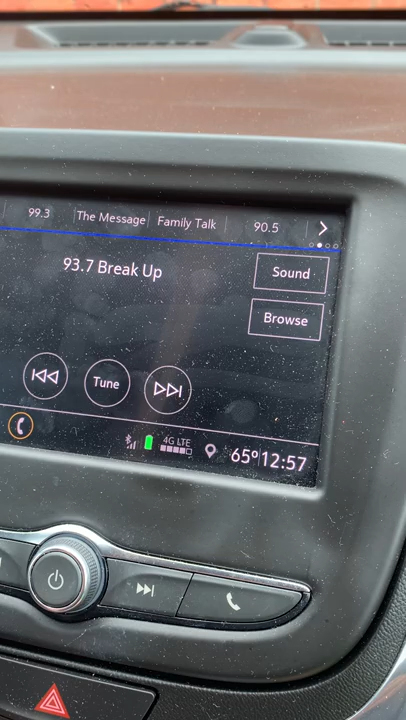 99.3 The Message Family Talk 90.5
93.7 Break Up
Sound
Browse
Tune
4G LTE
65° 12:57